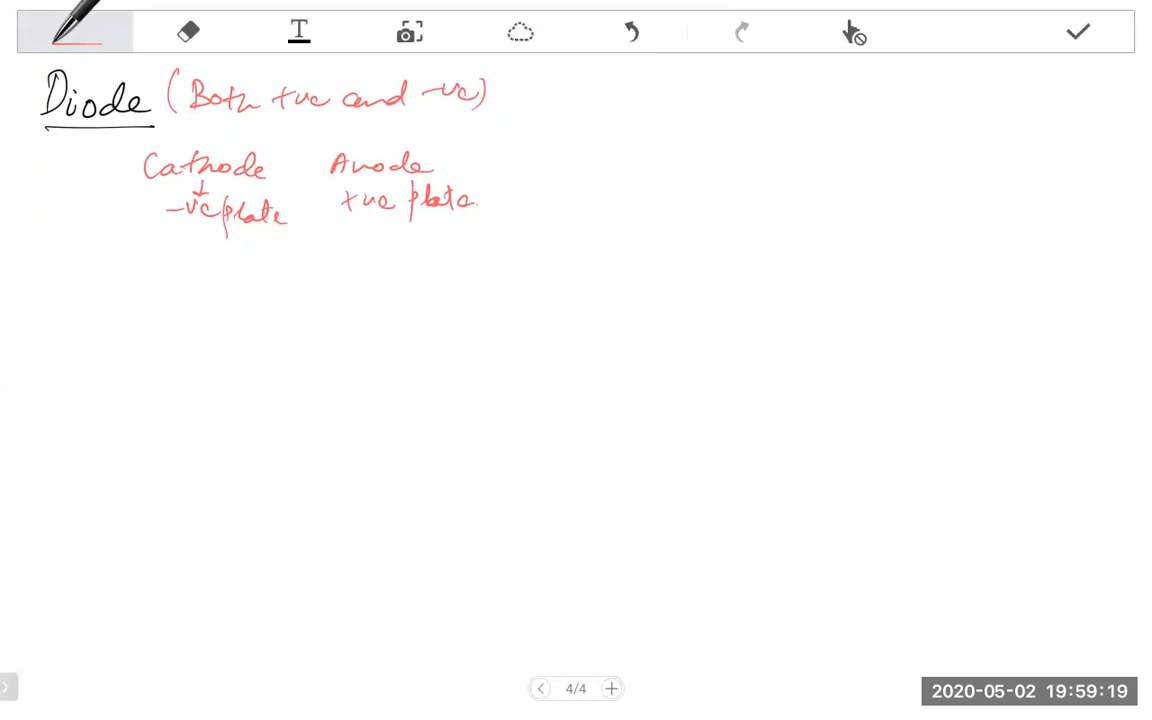 T
Diode (Both +ve and -ve)
Cathode Anode
-ve plate +ve plate.
4/4
2020-05-02 19:59:19